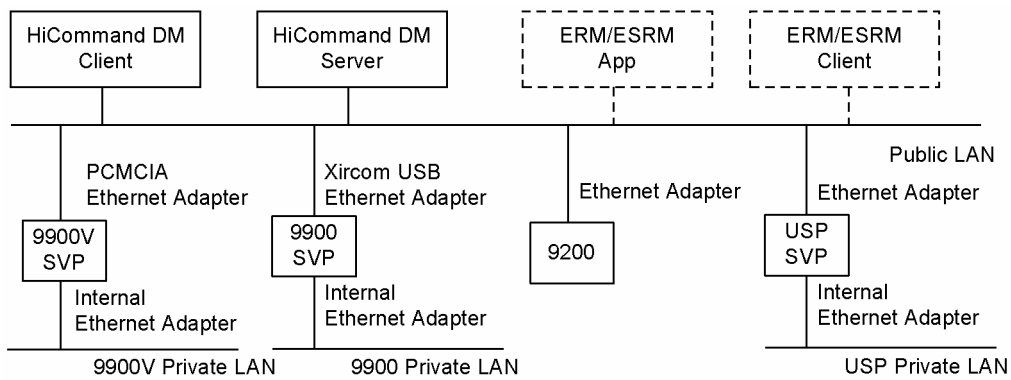 HiCommand DM
Client
HiCommand DM
Server
ERM/ESRM
App
ERM/ESRM
Client
Public LAN
PCMCIA
Ethernet Adapter
Xircom USB
Ethernet Adapter
Ethernet Adapter
Ethernet Adapter
9900V
SVP
9900
SVP
9200
USP
SVP
Internal
Ethernet Adapter
Internal
Ethernet Adapter
Internal
Ethernet Adapter
9900V Private LAN
9900 Private LAN
USP Private LAN